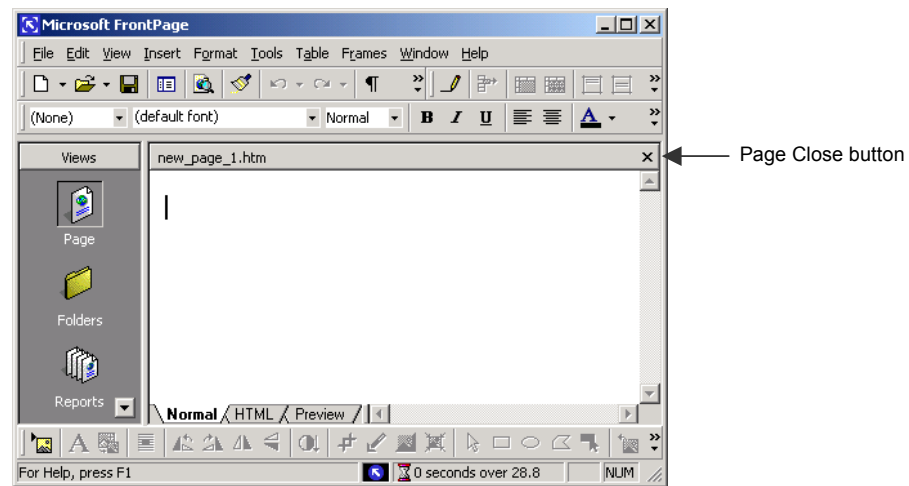 Microsoft FrontPage
File Edit View Insert Format Tools Table Frames Window Help
(None) (default font) Normal B I U A
Views new_page_1.htm
Page Close button
Page
Folders
Reports
Normal HTML Preview
A
For Help, press F1 0 seconds over 28.8 NUM